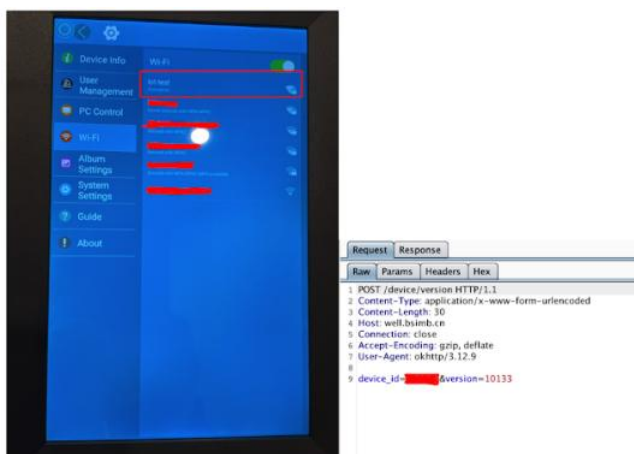 Device Info
User
Management
PC Control
Wi-Fi
Album
Settings
System
Settings
Guide
About
Wi-Fi
Request Response
Raw Params Headers Hex
1 POST /device/version HTTP/1.1
2 Content-Type: application/x-www-form-urlencoded
3 Content-Length: 30
4 Host: well.bsimb.cn
5 Connection: close
6 Accept-Encoding: gzip, deflate
7 User-Agent: okhttp/3.12.9
8
9 device_id= &version=10133